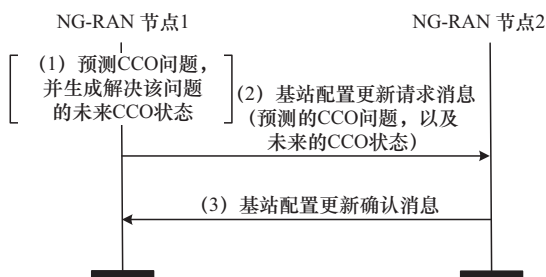 NG-RAN 节点1
NG-RAN 节点2
（1）预测CCO问题，
并生成解决该问题
的未来CCO状态
（2）基站配置更新请求消息
（预测的CCO问题，以及
未来的CCO状态）
（3）基站配置更新确认消息